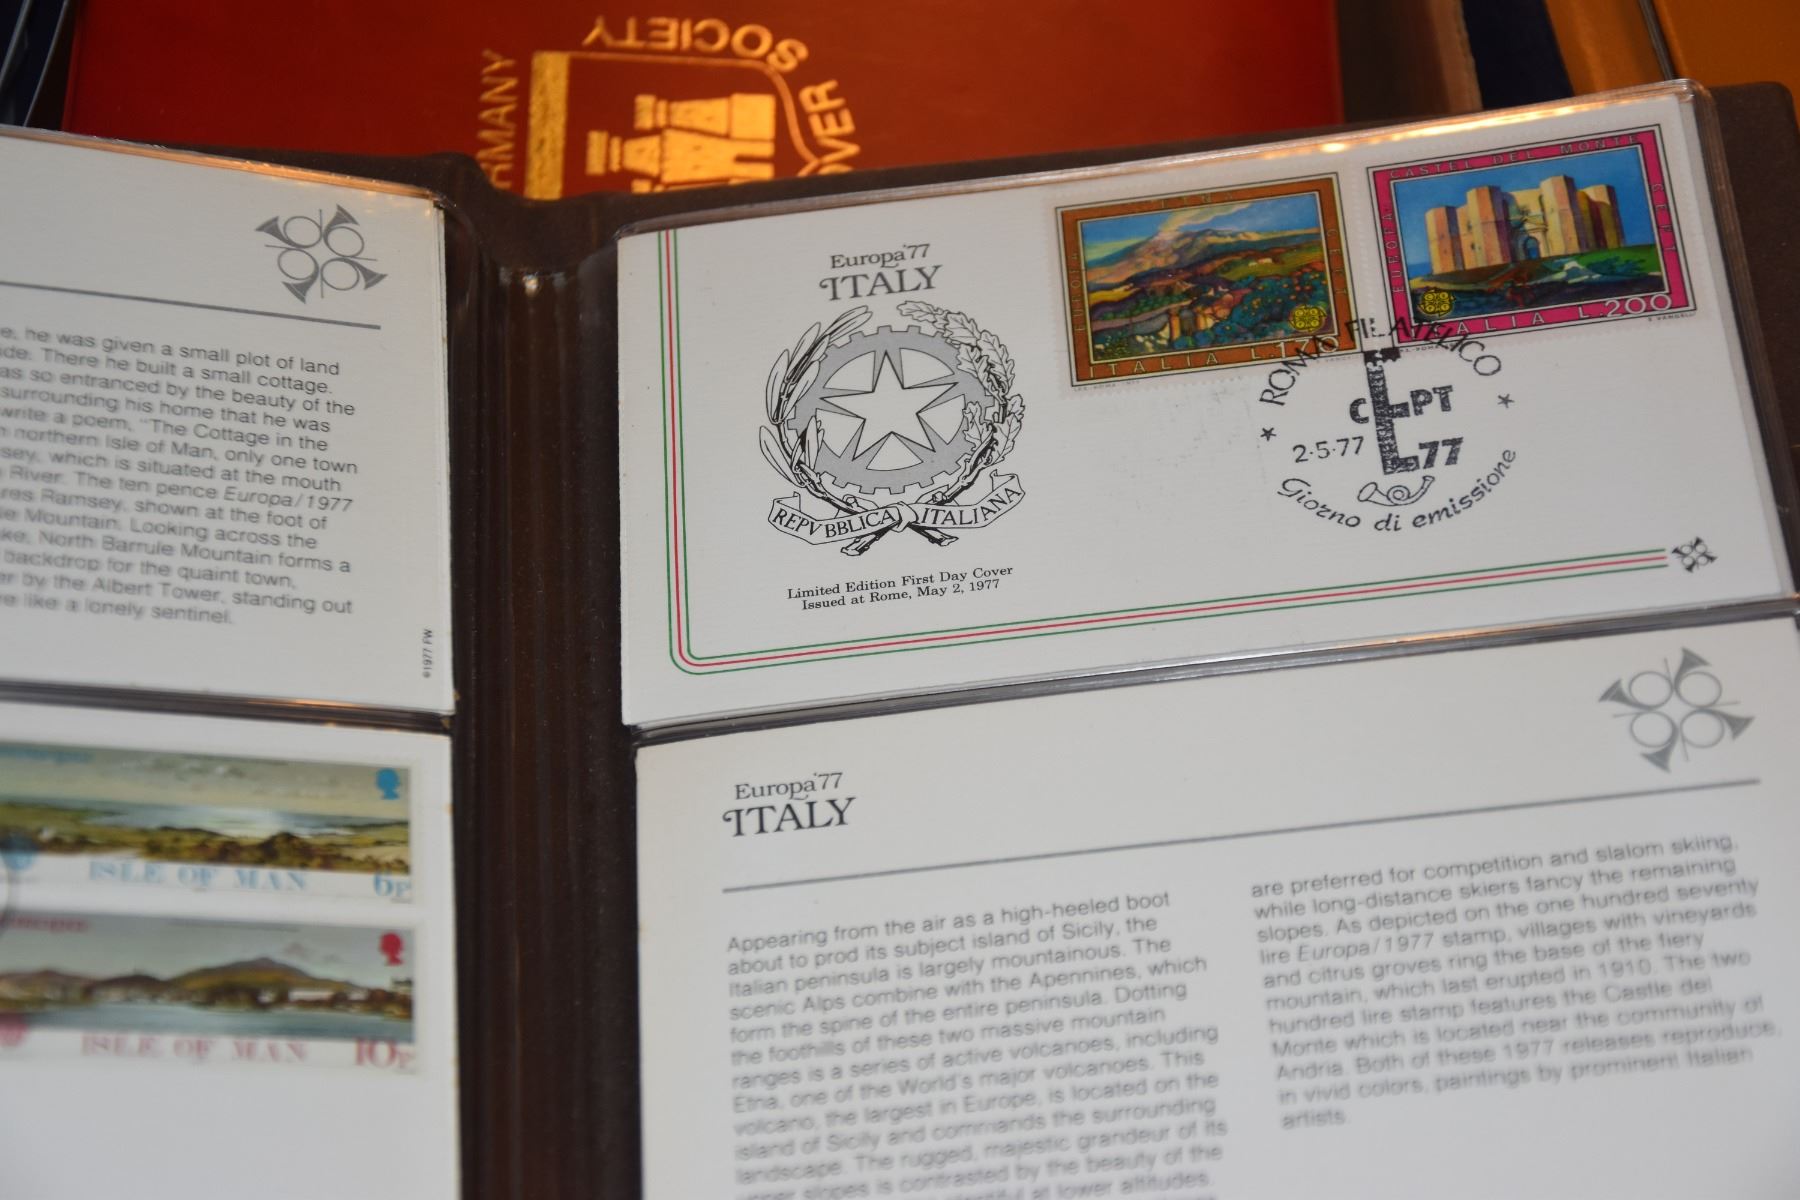 SOCIETY
RMANY
OVER
e, he was given a small plot of land
ide. There he built a small cottage.
as so entranced by the beauty of the
surrounding his home that he was
write a poem, "The Cottage in the
northern Isle of Man, only one town
sey, which is situated at the mouth
River. The ten pence Europa/1977
res Ramsey, shown at the foot of
le Mountain. Looking across the
ke, North Barrule Mountain forms a
backdrop for the quaint town,
er by the Albert Tower, standing out
e like a lonely sentinel.
©1977 FW
ISLE OF MAN 6P
ISLE OF MAN 10P
Europa'77
ITALY
REPVBBLICA ITALIANA
Limited Edition First Day Cover
Issued at Rome, May 2, 1977
EUROPA ETNA CEPT
ITALIA L.170
EUROPA CASTEL DEL MONTE CEPT
ITALIA L.200
E. VANGELLI
ROMA FILATELICO
CEPT
2·5·77 77
Giorno di emissione
Europa'77
ITALY
Appearing from the air as a high-heeled boot
about to prod its subject island of Sicily, the
Italian peninsula is largely mountainous. The
scenic Alps combine with the Apennines, which
form the spine of the entire peninsula. Dotting
the foothills of these two massive mountain
ranges is a series of active volcanoes, including
Etna, one of the World's major volcanoes. This
volcano, the largest in Europe, is located on the
island of Sicily and commands the surrounding
landscape. The rugged, majestic grandeur of its
upper slopes is contrasted by the beauty of the
at lower altitudes.
are preferred for competition and slalom skiing,
while long-distance skiers fancy the remaining
slopes. As depicted on the one hundred seventy
lire Europa/1977 stamp, villages with vineyards
and citrus groves ring the base of the fiery
mountain, which last erupted in 1910. The two
hundred lire stamp features the Castle del
Monte which is located near the community of
Andria. Both of these 1977 releases reproduce,
in vivid colors, paintings by prominent Italian
artists.